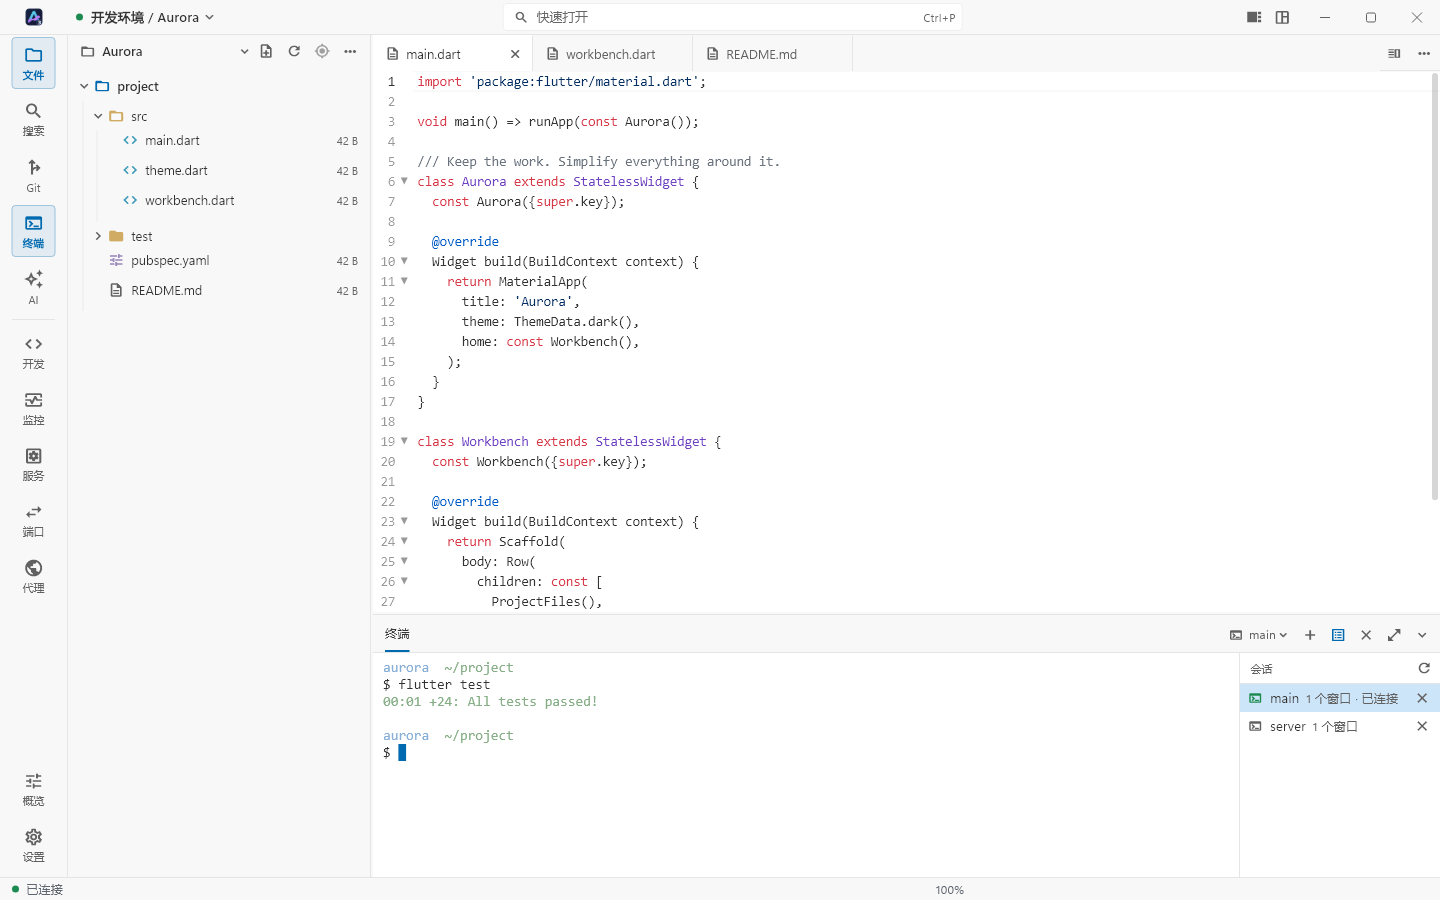 开发环境 / Aurora
快速打开
Ctrl+P
文件
搜索
Git
终端
AI
开发
监控
服务
端口
代理
概览
设置
Aurora
project
src
main.dart 42 B
theme.dart 42 B
workbench.dart 42 B
test
pubspec.yaml 42 B
README.md 42 B
main.dart
workbench.dart
README.md
1 import 'package:flutter/material.dart';
2
3 void main() => runApp(const Aurora());
4
5 /// Keep the work. Simplify everything around it.
6 class Aurora extends StatelessWidget {
7 const Aurora({super.key});
8
9 @override
10 Widget build(BuildContext context) {
11 return MaterialApp(
12 title: 'Aurora',
13 theme: ThemeData.dark(),
14 home: const Workbench(),
15 );
16 }
17 }
18
19 class Workbench extends StatelessWidget {
20 const Workbench({super.key});
21
22 @override
23 Widget build(BuildContext context) {
24 return Scaffold(
25 body: Row(
26 children: const [
27 ProjectFiles(),
终端
main
aurora ~/project
$ flutter test
00:01 +24: All tests passed!
aurora ~/project
$
会话
main 1 个窗口 · 已连接
server 1 个窗口
已连接
100%